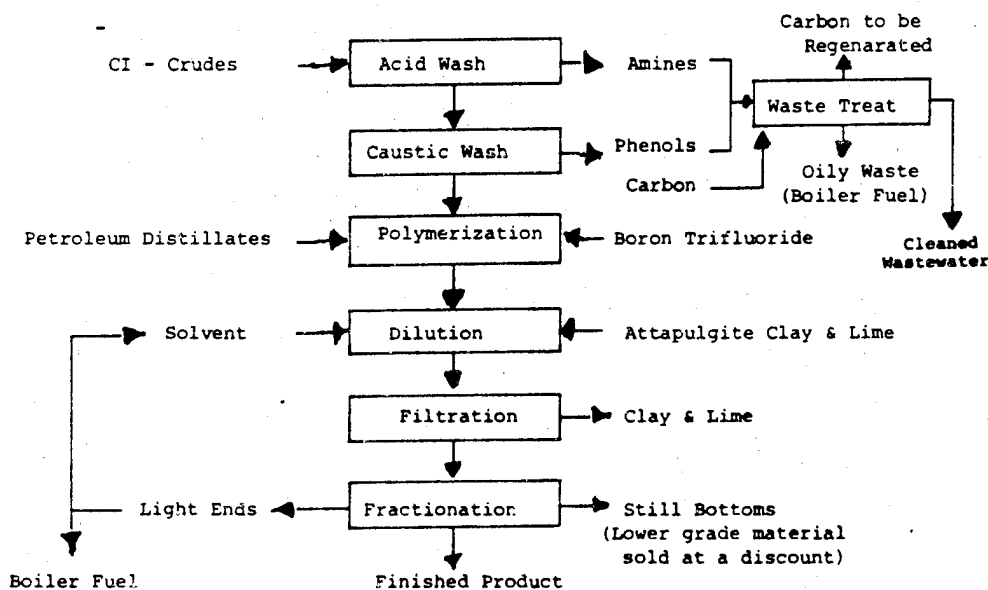 Carbon to be
Regenarated
CI - Crudes
Acid Wash
Amines
Waste Treat
Caustic Wash
Phenols
Carbon
Oily Waste
(Boiler Fuel)
Petroleum Distillates
Polymerization
Boron Trifluoride
Cleaned
Wastewater
Solvent
Dilution
Attapulgite Clay & Lime
Filtration
Clay & Lime
Light Ends
Fractionation
Still Bottoms
(Lower grade material
sold at a discount)
Boiler Fuel
Finished Product